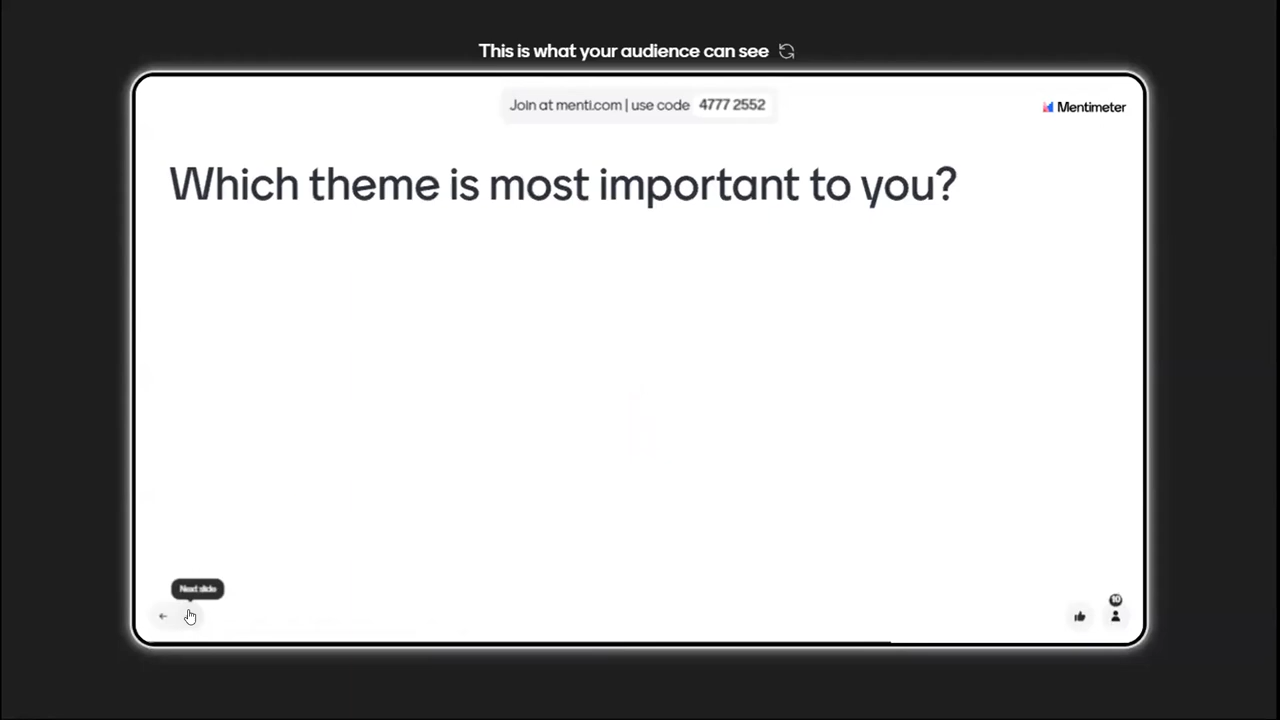 This is what your audience can see
Join at menti.com | use code 4777 2552
Mentimeter
Which theme is most important to you?
Next slide
10